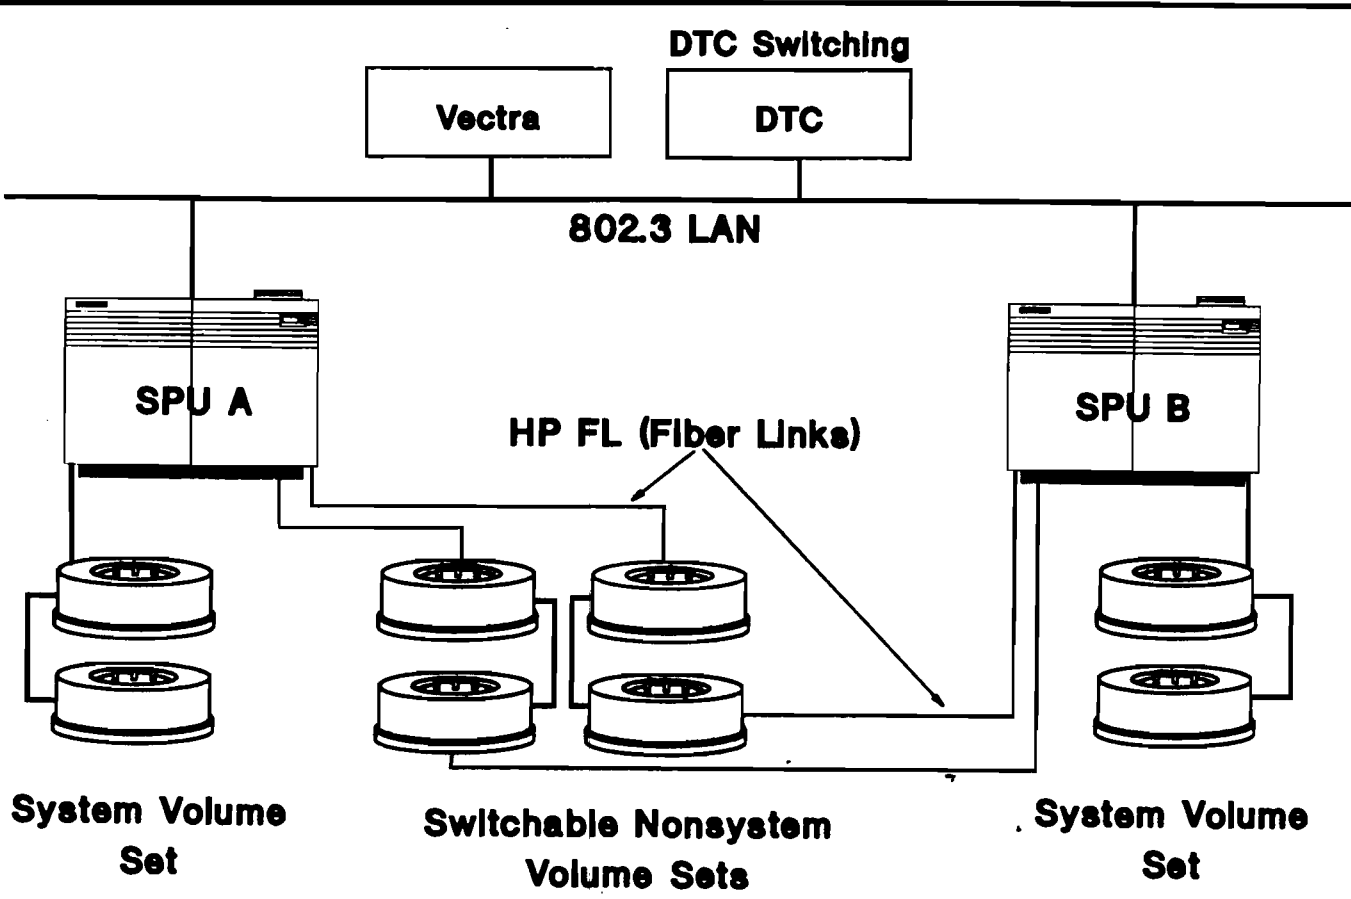 DTC Switching
Vectra
DTC
802.3 LAN
SPU A
SPU B
HP FL (Fiber Links)
System Volume
Set
Switchable Nonsystem
Volume Sets
System Volume
Set